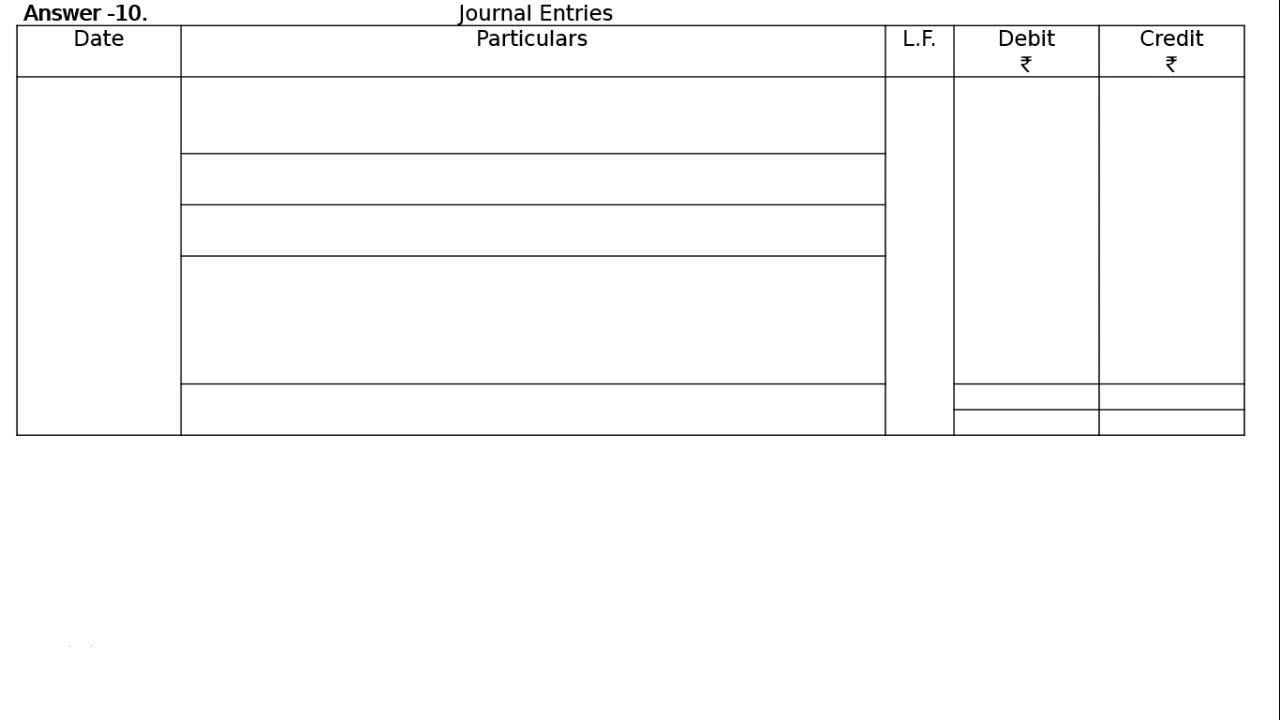 Answer -10. Journal Entries
Date Particulars L.F. Debit Credit
₹ ₹